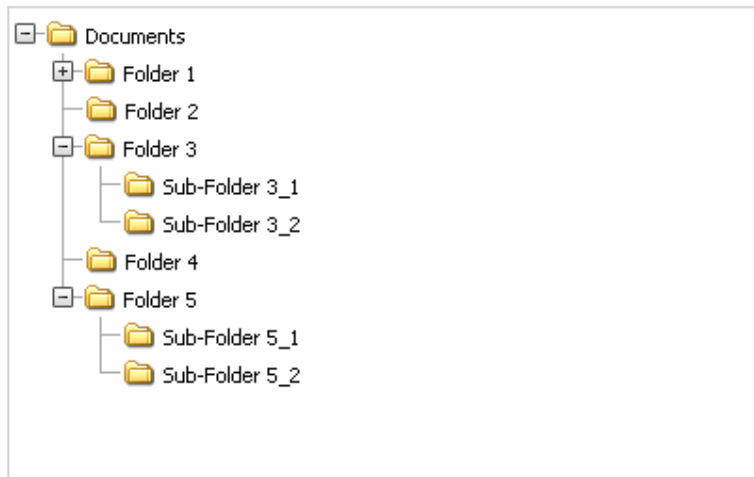 Documents
Folder 1
Folder 2
Folder 3
Sub-Folder 3_1
Sub-Folder 3_2
Folder 4
Folder 5
Sub-Folder 5_1
Sub-Folder 5_2